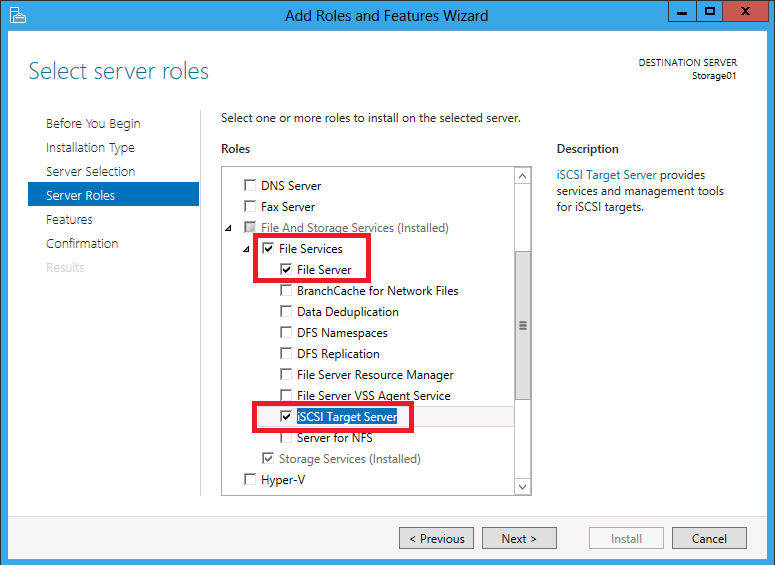 Add Roles and Features Wizard
Select server roles
DESTINATION SERVER
Storage01
Before You Begin
Installation Type
Server Selection
Server Roles
Features
Confirmation
Results
Select one or more roles to install on the selected server.
Roles
DNS Server
Fax Server
File And Storage Services (Installed)
File Services
File Server
BranchCache for Network Files
Data Deduplication
DFS Namespaces
DFS Replication
File Server Resource Manager
File Server VSS Agent Service
iSCSI Target Server
Server for NFS
Storage Services (Installed)
Hyper-V
Description
iSCSI Target Server provides
services and management tools
for iSCSI targets.
< Previous
Next >
Install
Cancel